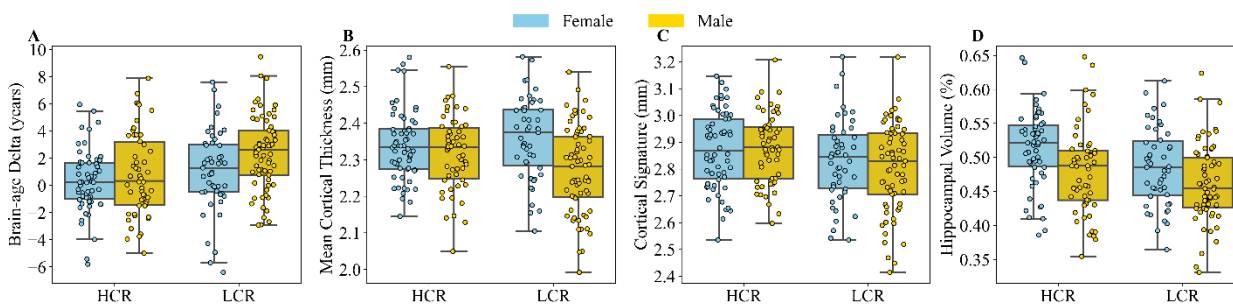 Female Male
A
Brain-age Delta (years)
10
8
6
4
2
0
−2
−4
−6
HCR LCR
B
Mean Cortical Thickness (mm)
2.6
2.5
2.4
2.3
2.2
2.1
2.0
HCR LCR
C
Cortical Signature (mm)
3.2
3.1
3.0
2.9
2.8
2.7
2.6
2.5
2.4
HCR LCR
D
Hippocampal Volume (%)
0.65
0.60
0.55
0.50
0.45
0.40
0.35
HCR LCR